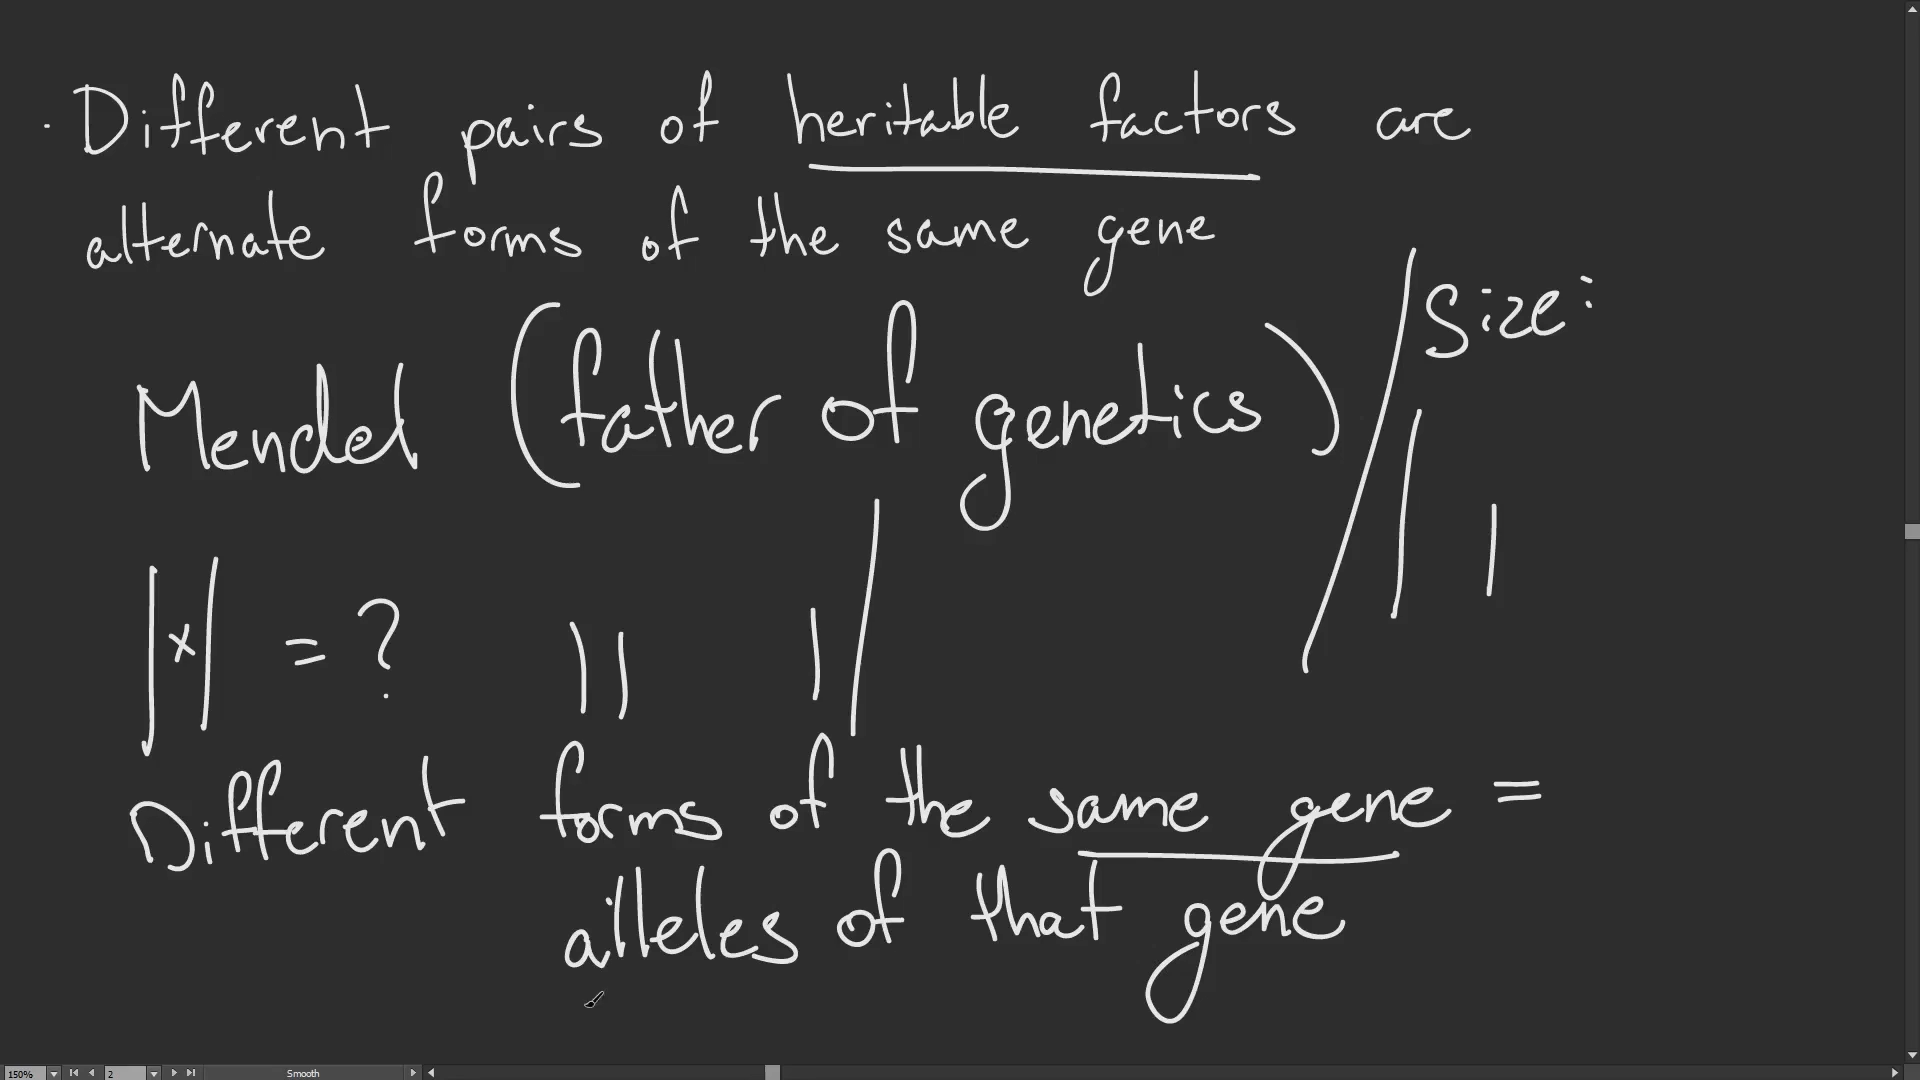 · Different pairs of heritable factors are
alternate forms of the same gene
Size:
Mendel (father of genetics)
|x| = ?
Different forms of the same gene =
alleles of that gene
150%
2
Smooth